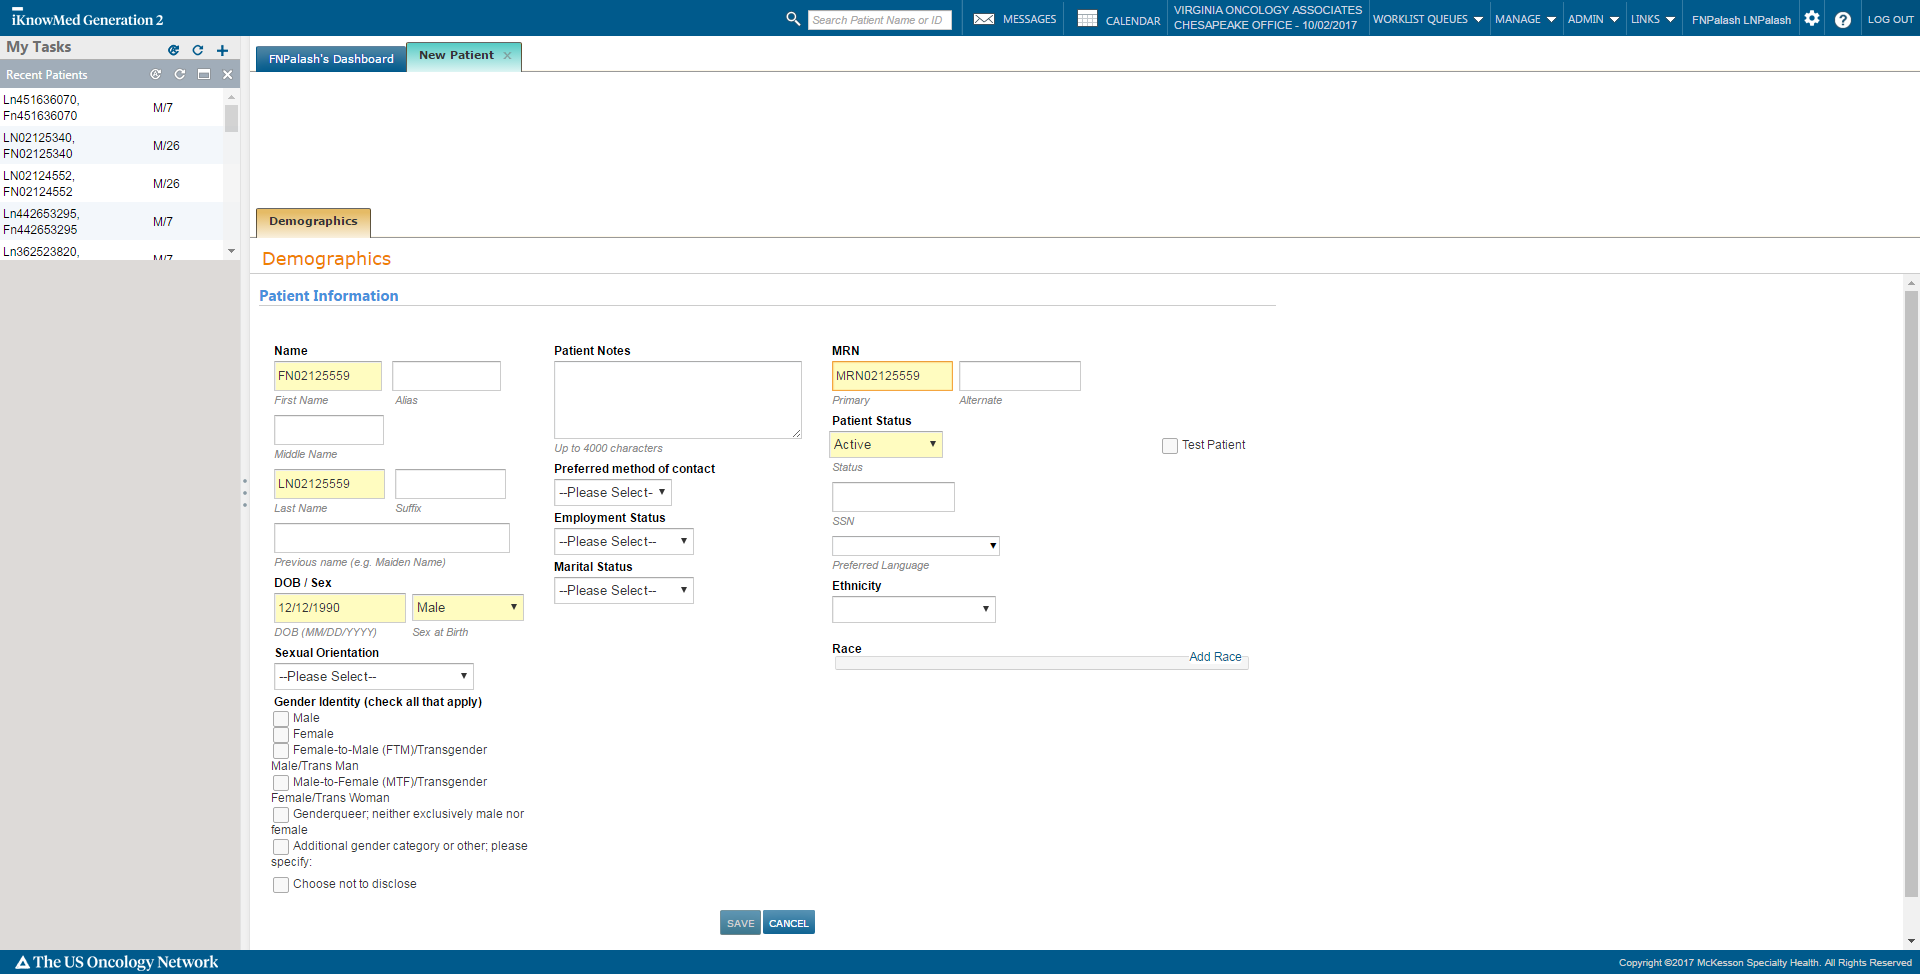 iKnowMed Generation 2
Search Patient Name or ID
MESSAGES
CALENDAR
VIRGINIA ONCOLOGY ASSOCIATES
CHESAPEAKE OFFICE - 10/02/2017
WORKLIST QUEUES
MANAGE
ADMIN
LINKS
FNPalash LNPalash
LOG OUT
My Tasks
Recent Patients
Ln451636070,
Fn451636070
M/7
LN02125340,
FN02125340
M/26
LN02124552,
FN02124552
M/26
Ln442653295,
Fn442653295
M/7
Ln362523820,
M/7
FNPalash's Dashboard
New Patient
Demographics
Demographics
Patient Information
Name
FN02125559
First Name
Alias
Middle Name
LN02125559
Last Name
Suffix
Previous name (e.g. Maiden Name)
DOB / Sex
12/12/1990
Male
DOB (MM/DD/YYYY)
Sex at Birth
Sexual Orientation
--Please Select--
Gender Identity (check all that apply)
Male
Female
Female-to-Male (FTM)/Transgender
Male/Trans Man
Male-to-Female (MTF)/Transgender
Female/Trans Woman
Genderqueer; neither exclusively male nor
female
Additional gender category or other; please
specify:
Choose not to disclose
Patient Notes
Up to 4000 characters
Preferred method of contact
--Please Select-
Employment Status
--Please Select--
Marital Status
--Please Select--
MRN
MRN02125559
Primary
Alternate
Patient Status
Active
Status
Test Patient
SSN
Preferred Language
Ethnicity
Race
Add Race
SAVE
CANCEL
The US Oncology Network
Copyright ©2017 McKesson Specialty Health. All Rights Reserved